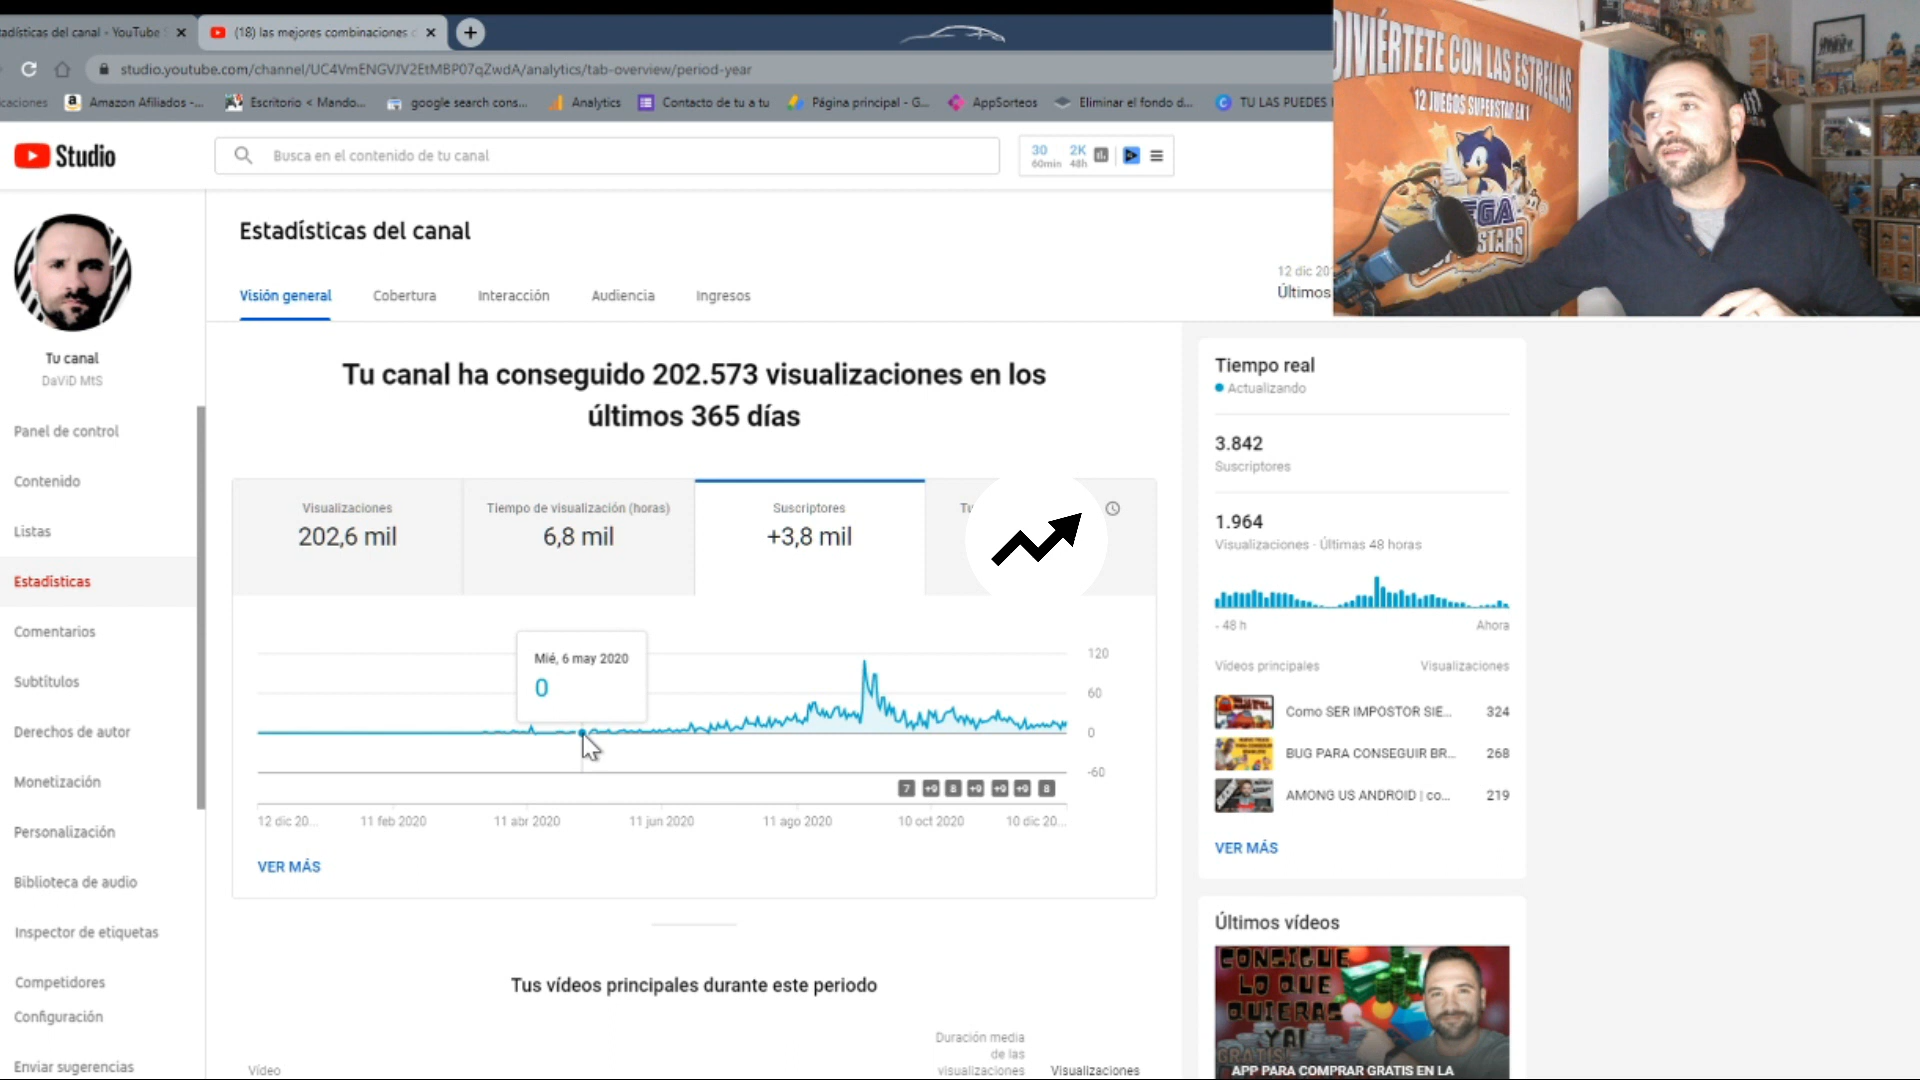 adísticas del canal - YouTube
(18) las mejores combinaciones
studio.youtube.com/channel/UC4VmENGVJV2EtMBP07qZwdA/analytics/tab-overview/period-year
caciones
Amazon Afiliados -...
Escritorio < Mando...
google search cons...
Analytics
Contacto de tu a tu
Página principal - G...
AppSorteos
Eliminar el fondo d...
TU LAS PUEDES
DIVIÉRTETE CON LAS ESTRELLAS
12 JUEGOS SUPERSTAR EN 1
Studio
Busca en el contenido de tu canal
30
60min
2K
48h
Estadísticas del canal
Visión general
Cobertura
Interacción
Audiencia
Ingresos
12 dic 20
Últimos
Tu canal
DaViD MtS
Panel de control
Contenido
Listas
Estadísticas
Comentarios
Subtítulos
Derechos de autor
Monetización
Personalización
Biblioteca de audio
Inspector de etiquetas
Competidores
Configuración
Enviar sugerencias
Tu canal ha conseguido 202.573 visualizaciones en los
últimos 365 días
Visualizaciones
202,6 mil
Tiempo de visualización (horas)
6,8 mil
Suscriptores
+3,8 mil
Mié, 6 may 2020
0
120
60
0
-60
7 +9 8 +9 +9 +9 8
12 dic 20...
11 feb 2020
11 abr 2020
11 jun 2020
11 ago 2020
10 oct 2020
10 dic 20...
VER MÁS
Tus vídeos principales durante este periodo
Duración media
de las
visualizaciones
Vídeo
Visualizaciones
Tiempo real
Actualizando
3.842
Suscriptores
1.964
Visualizaciones · Últimas 48 horas
- 48 h
Ahora
Vídeos principales
Visualizaciones
Como SER IMPOSTOR SIE...
324
BUG PARA CONSEGUIR BR...
268
AMONG US ANDROID | co...
219
VER MÁS
Últimos vídeos
CONSIGUE
LO QUE
QUIERAS
YA!
GRATIS!
APP PARA COMPRAR GRATIS EN LA